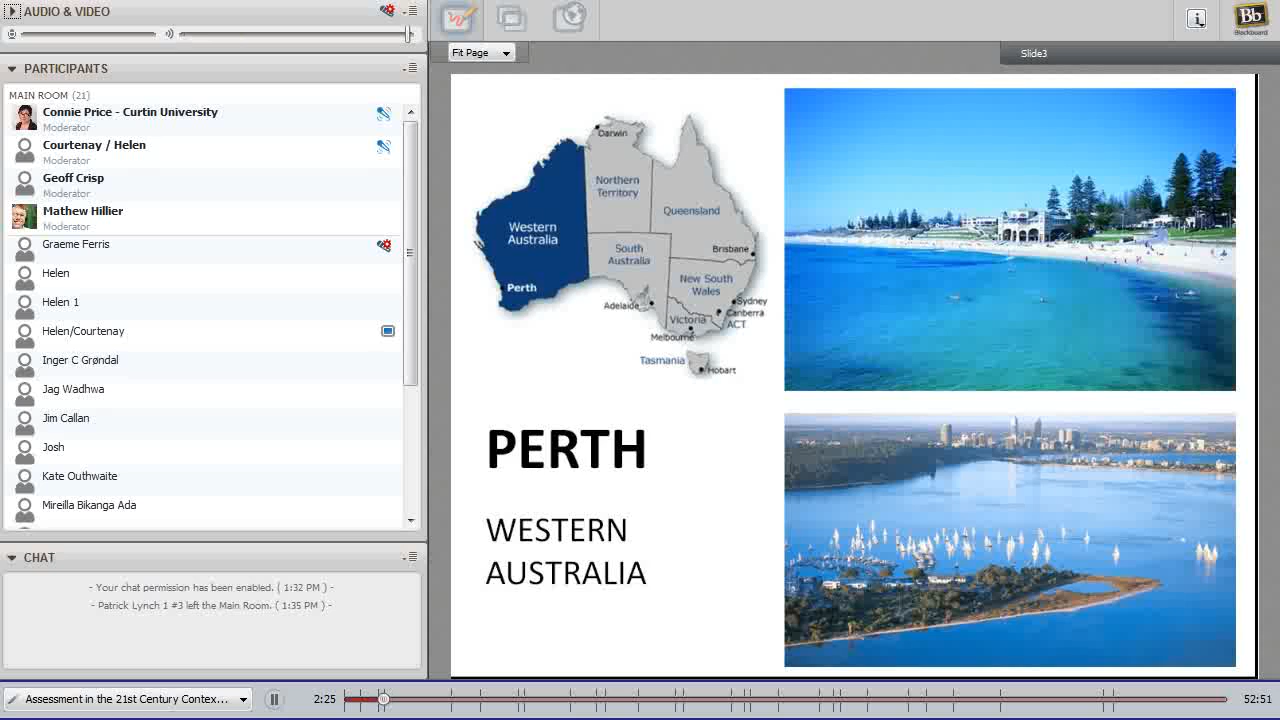 AUDIO & VIDEO
PARTICIPANTS
MAIN ROOM (21)
Connie Price - Curtin University
Moderator
Courtenay / Helen
Moderator
Geoff Crisp
Moderator
Mathew Hillier
Moderator
Graeme Ferris
Helen
Helen 1
Helen/Courtenay
Inger C Grøndal
Jag Wadhwa
Jim Callan
Josh
Kate Outhwaite
Mireilla Bikanga Ada
CHAT
Your chat permission has been enabled. ( 1:32 PM ) -
- Patrick Lynch 1 #3 left the Main Room. ( 1:35 PM ) -
Assessment in the 21st Century Contex...
2:25
52:51
Bb
Blackboard
Fit Page
Slide3
Darwin
Northern
Territory
Queensland
Western
Australia
South
Australia
Brisbane
New South
Wales
Perth
Adelaide
Sydney
Canberra
ACT
Victoria
Melbourne
Tasmania
Hobart
PERTH
WESTERN
AUSTRALIA